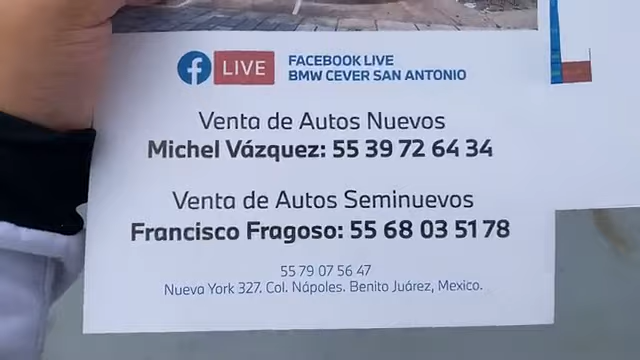 f LIVE FACEBOOK LIVE
BMW CEVER SAN ANTONIO
Venta de Autos Nuevos
Michel Vázquez: 55 39 72 64 34
Venta de Autos Seminuevos
Francisco Fragoso: 55 68 03 51 78
55 79 07 56 47
Nueva York 327. Col. Nápoles. Benito Juárez, Mexico.